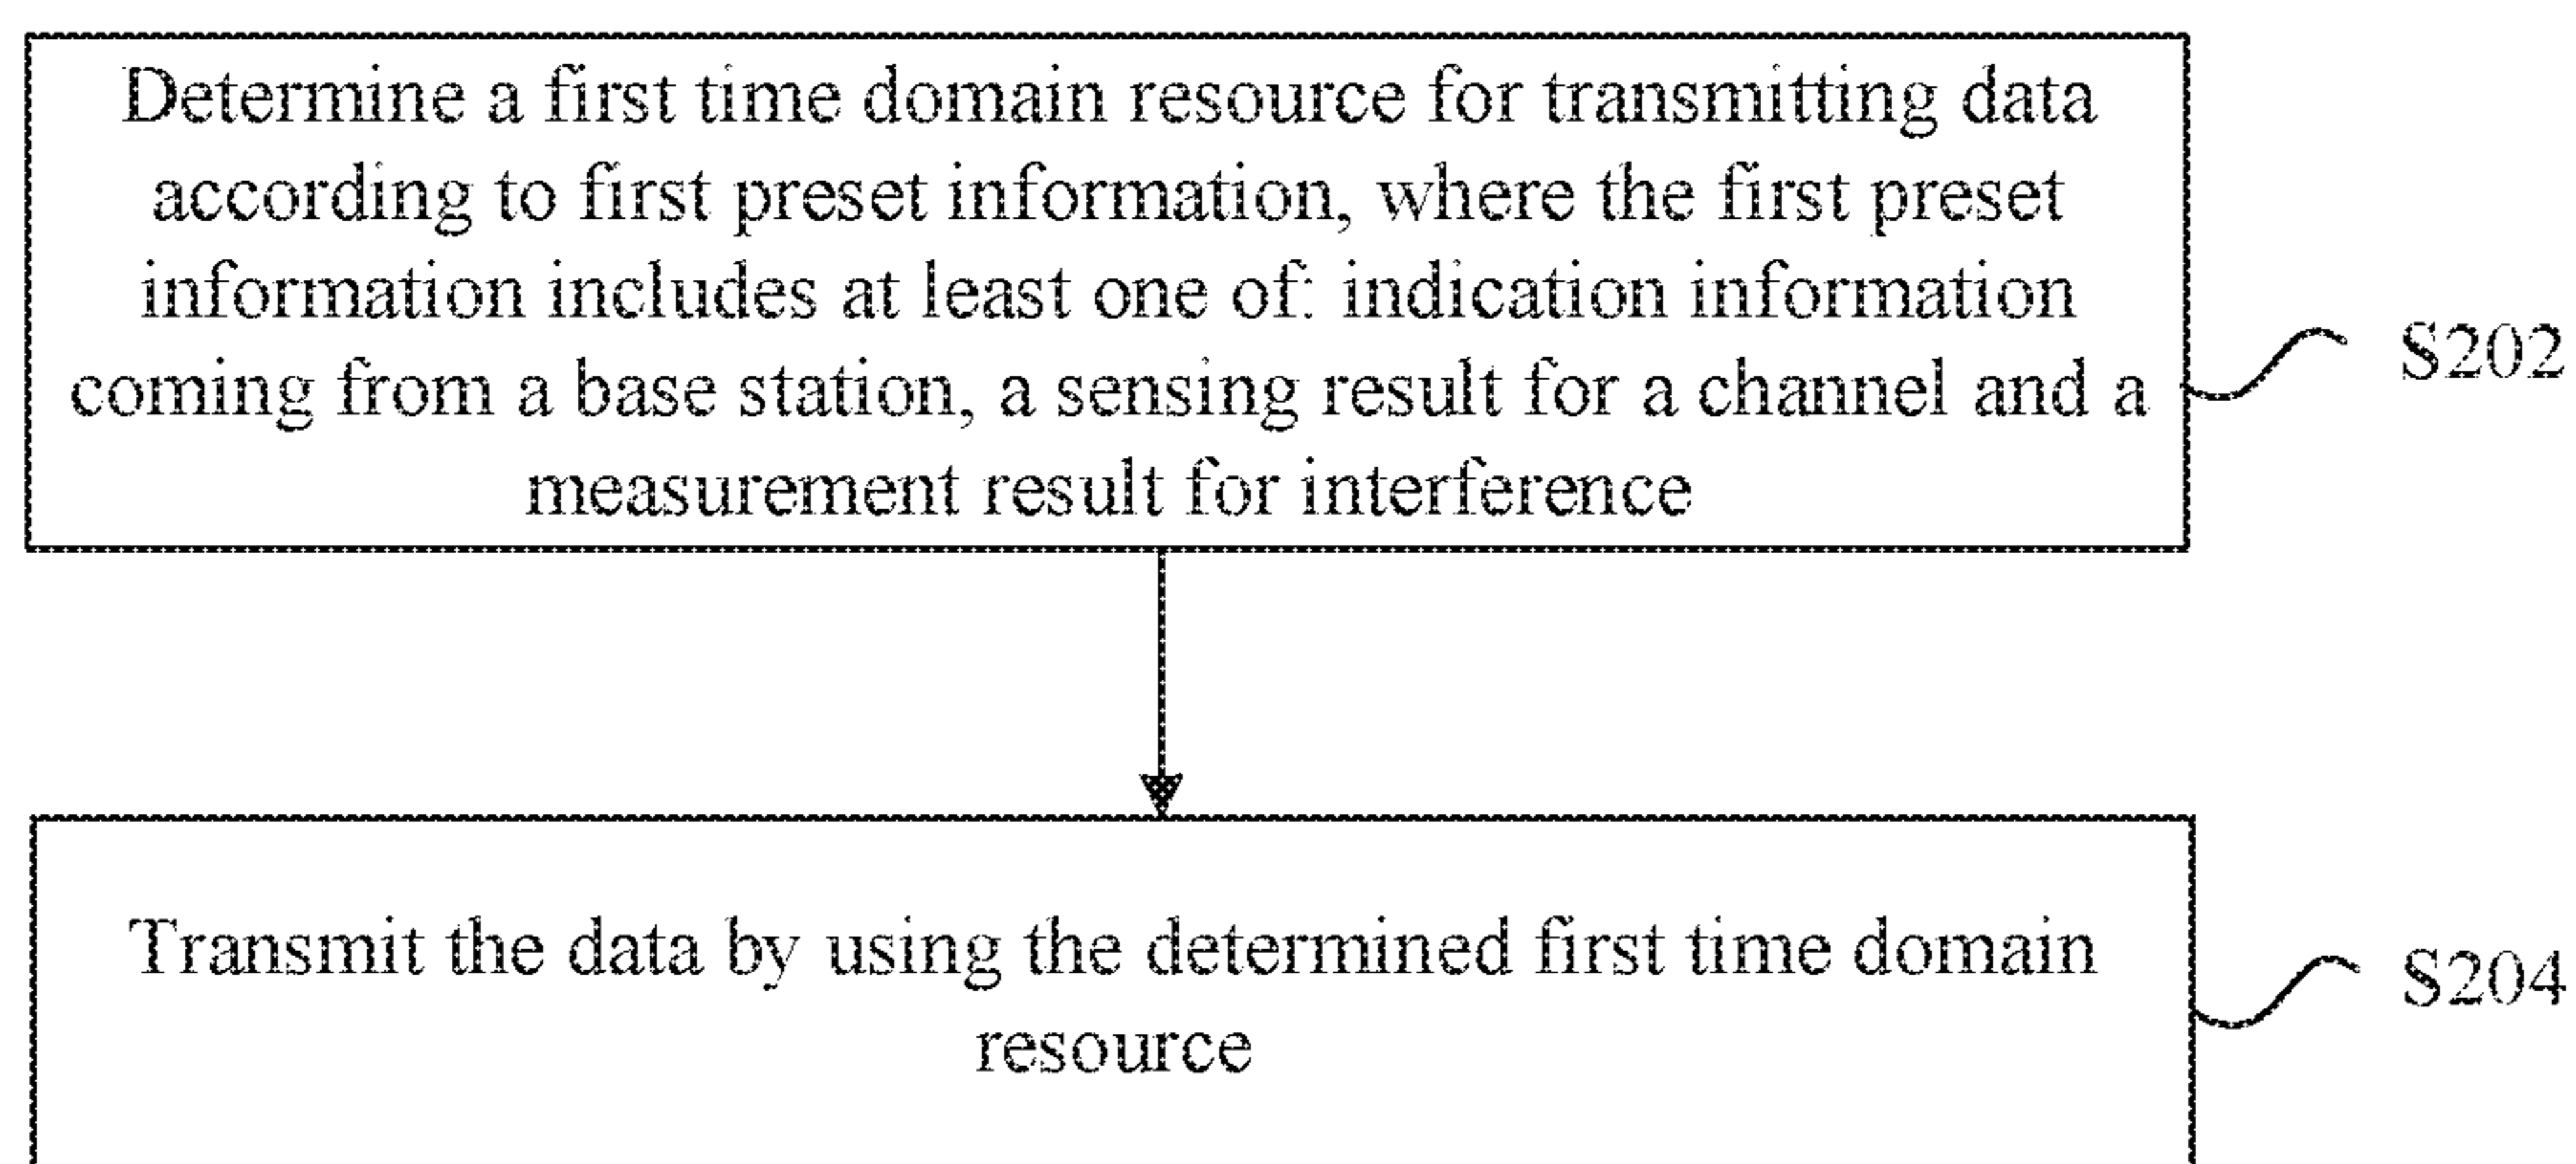 Determine a first time domain resource for transmitting data
according to first preset information, where the first preset
information includes at least one of: indication information
coming from a base station, a sensing result for a channel and a
measurement result for interference
S202
Transmit the data by using the determined first time domain
resource
S204